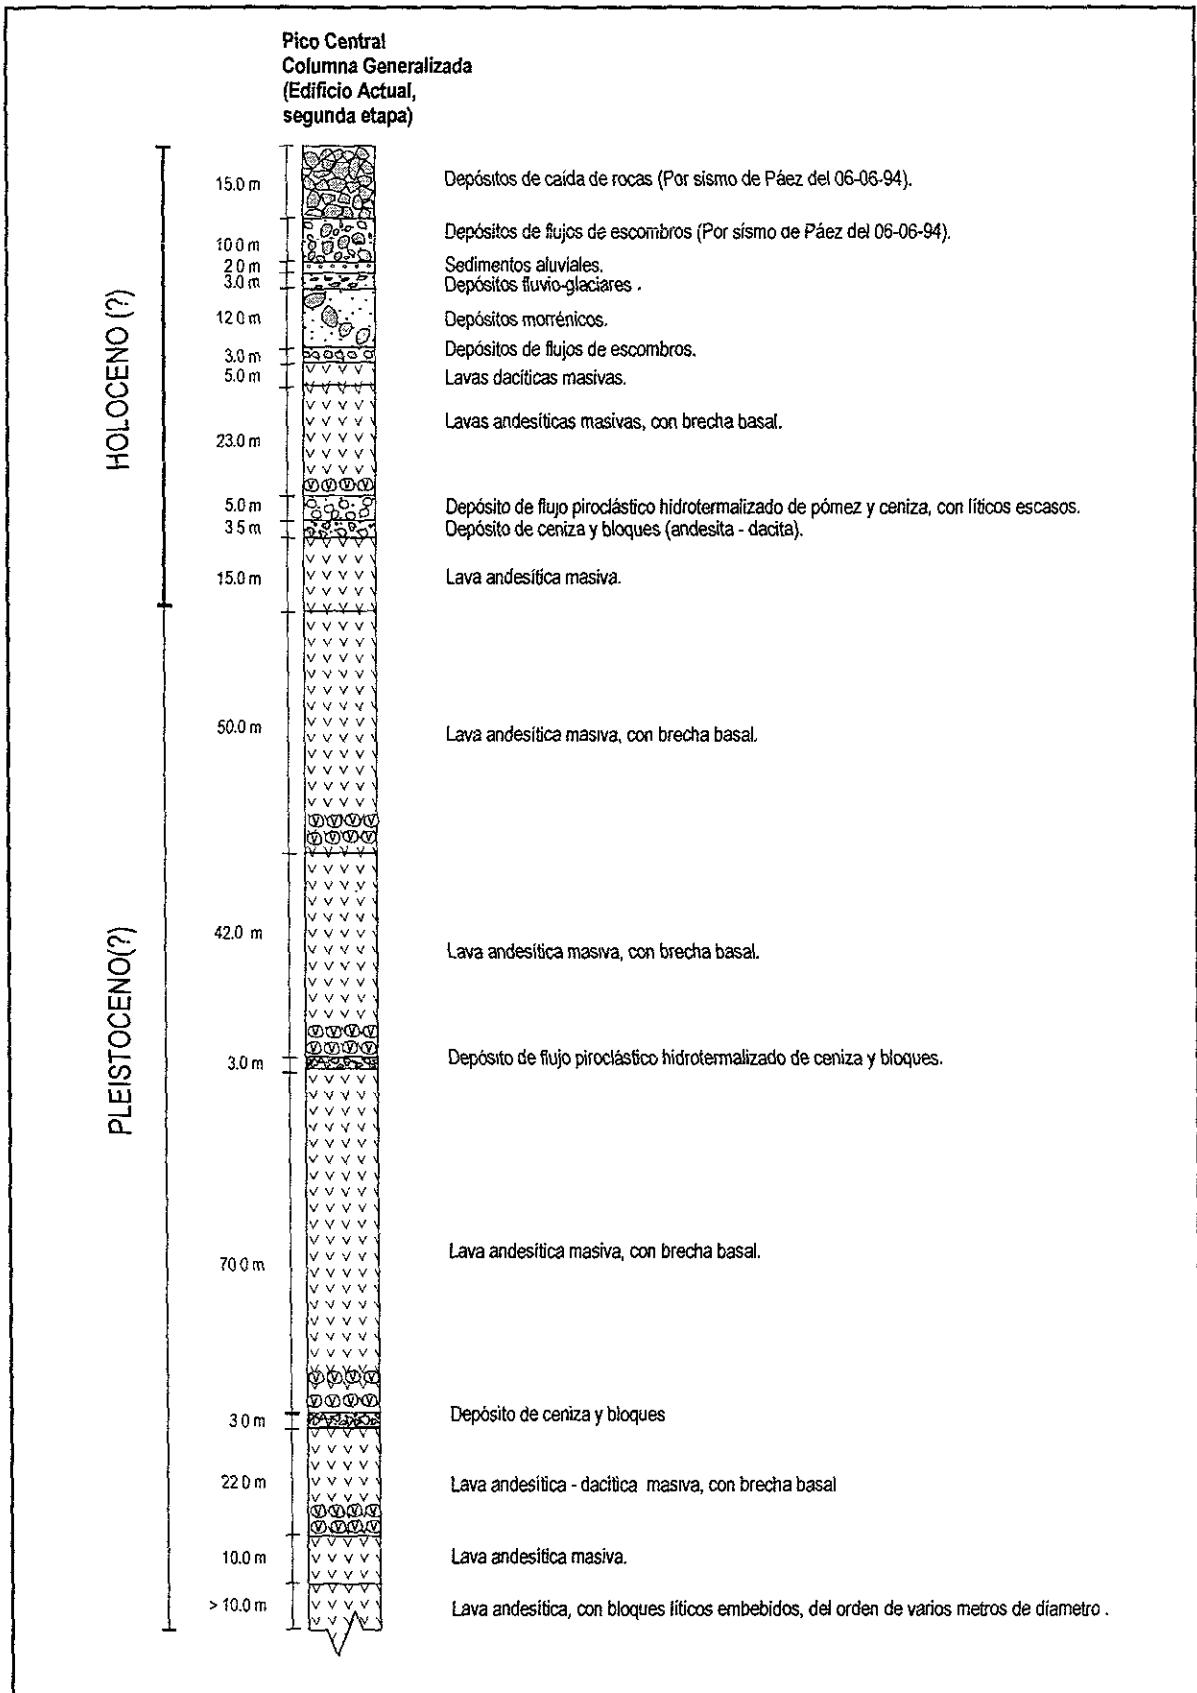 Pico Central
Columna Generalizada
(Edificio Actual,
segunda etapa)
HOLOCENO (?)
15.0 m Depósitos de caída de rocas (Por sismo de Páez del 06-06-94).
10 0 m Depósitos de flujos de escombros (Por sísmo de Páez del 06-06-94).
2 0 m Sedimentos aluviales.
3.0 m Depósitos fluvio-glaciares .
12 0 m Depósitos morrénicos.
3.0 m Depósitos de flujos de escombros.
5.0 m Lavas dacíticas masivas.
23.0 m Lavas andesíticas masivas, con brecha basal.
5.0 m Depósito de flujo piroclástico hidrotermalizado de pómez y ceniza, con líticos escasos.
3 5 m Depósito de ceniza y bloques (andesita - dacita).
15.0 m Lava andesítica masiva.
PLEISTOCENO(?)
50.0 m Lava andesítica masiva, con brecha basal.
42.0 m Lava andesítica masiva, con brecha basal.
3.0 m Depósito de flujo piroclástico hidrotermalizado de ceniza y bloques.
70 0 m Lava andesítica masiva, con brecha basal.
3 0 m Depósito de ceniza y bloques
22 0 m Lava andesítica - dacítica masiva, con brecha basal
10.0 m Lava andesítica masiva.
> 10.0 m Lava andesítica, con bloques líticos embebidos, del orden de varios metros de diametro .